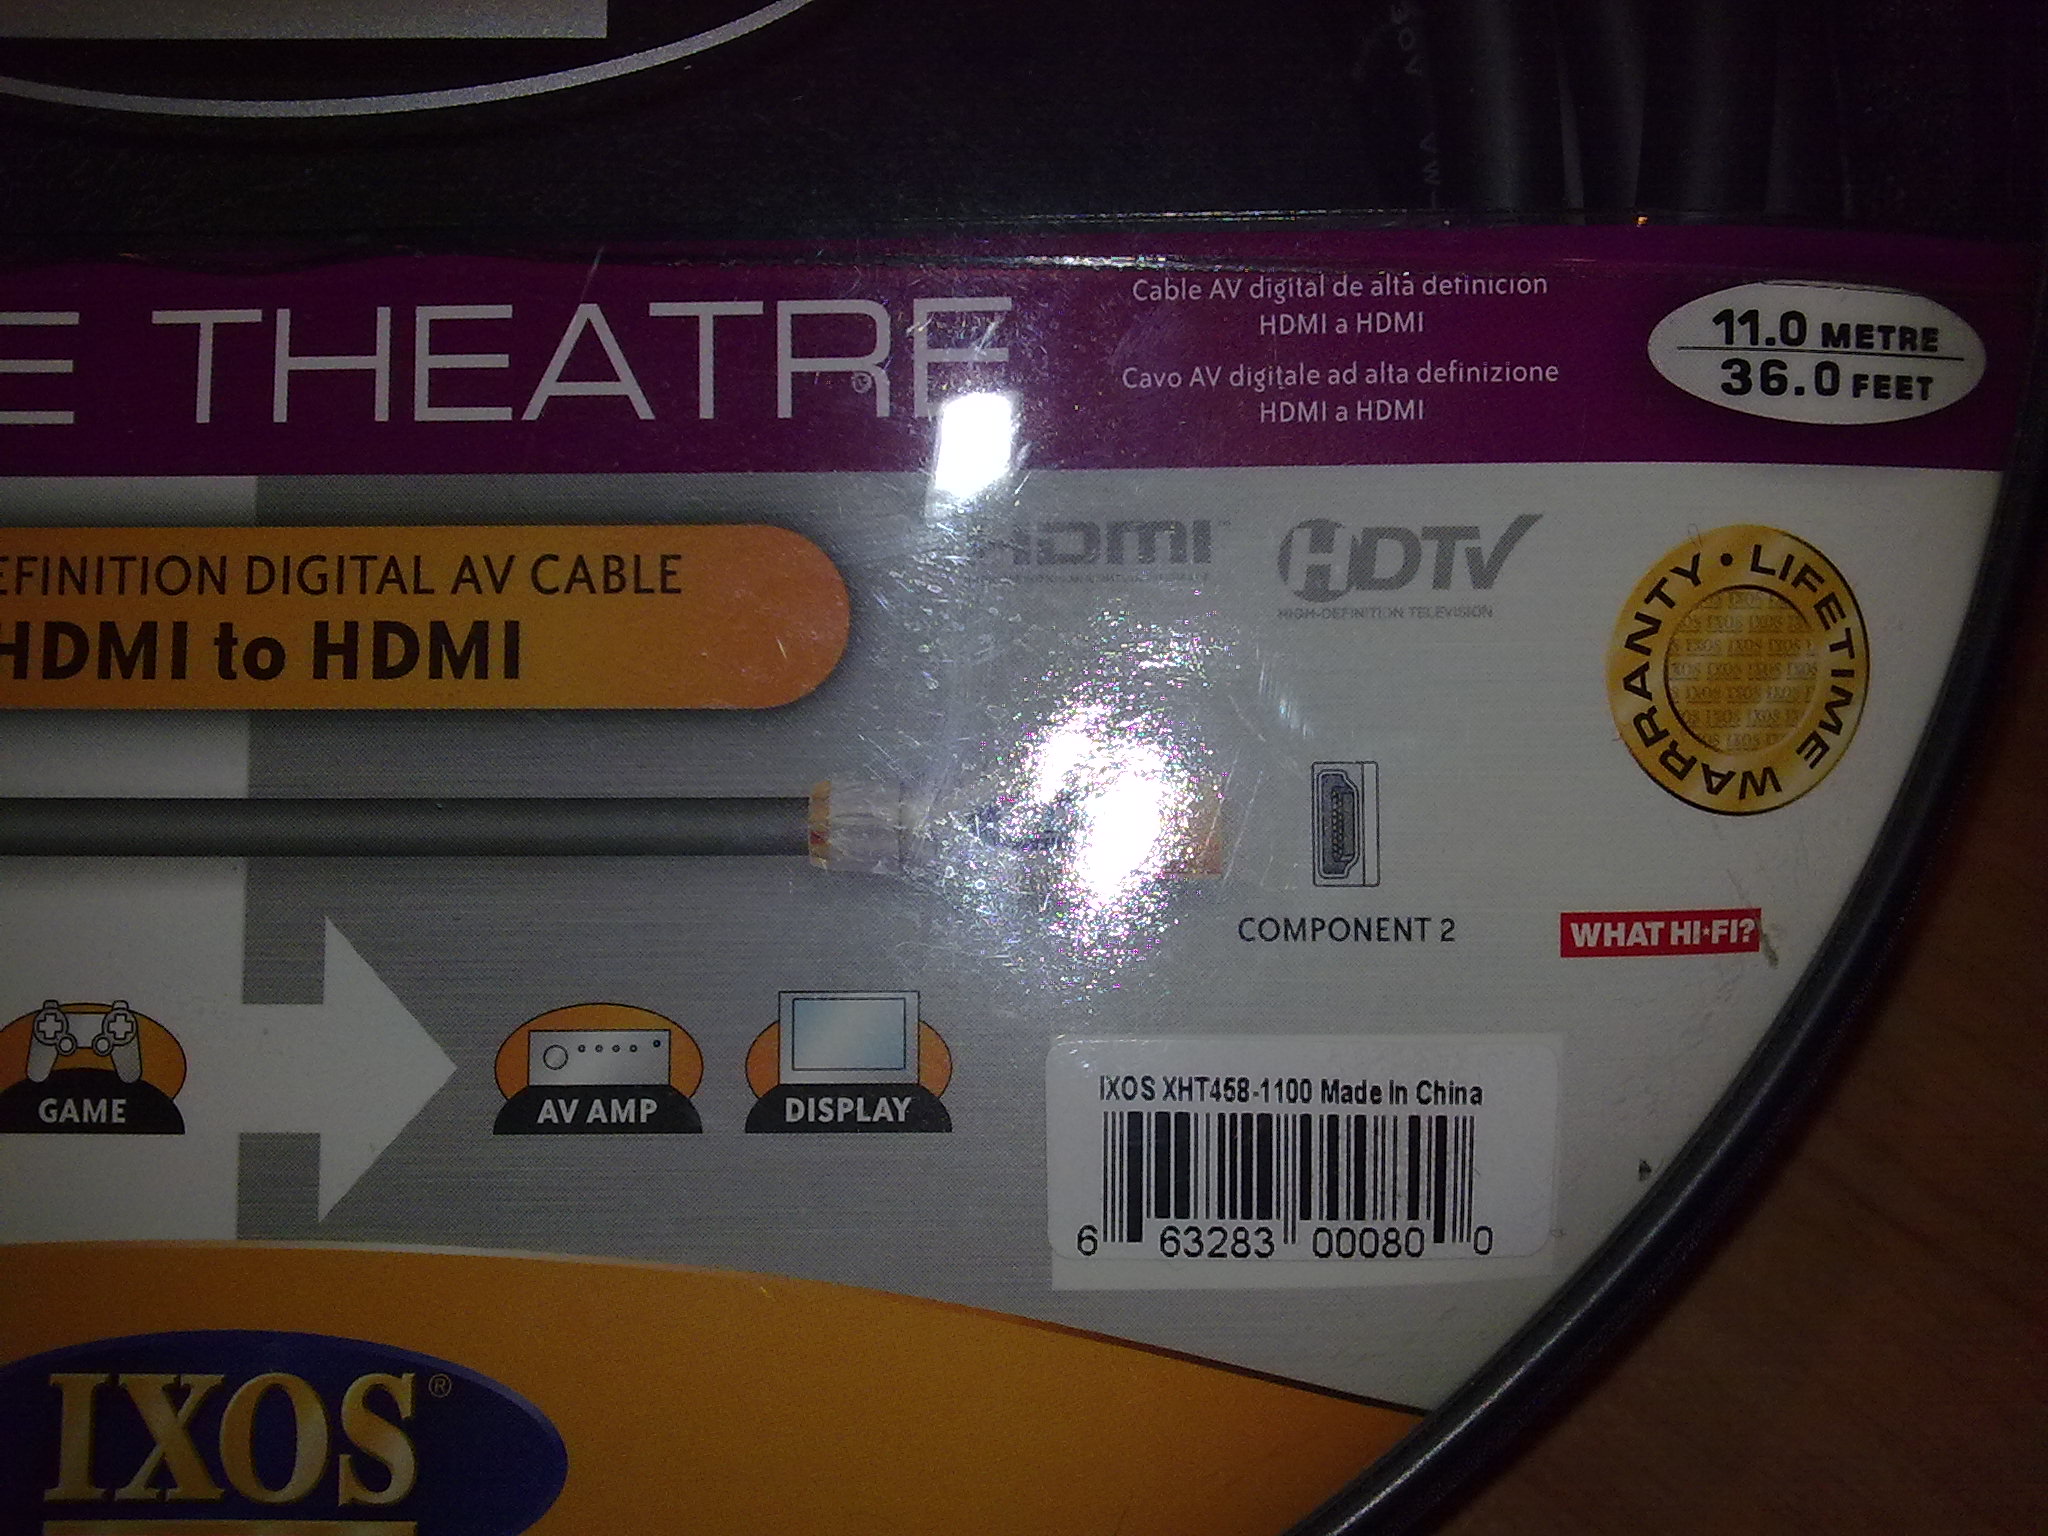 E THEATRE
Cable AV digital de alta definicion
HDMI a HDMI
Cavo AV digitale ad alta definizione
HDMI a HDMI
11.0 METRE
36.0 FEET
EFINITION DIGITAL AV CABLE
HDMI to HDMI
HDMI
HDTV
HIGH-DEFINITION TELEVISION
LIFETIME WARRANTY •
IXOS IXOS IXOS
COMPONENT 2
WHAT HI★FI?
GAME
AV AMP
DISPLAY
IXOS XHT458-1100 Made In China
6 63283 00080 0
IXOS®